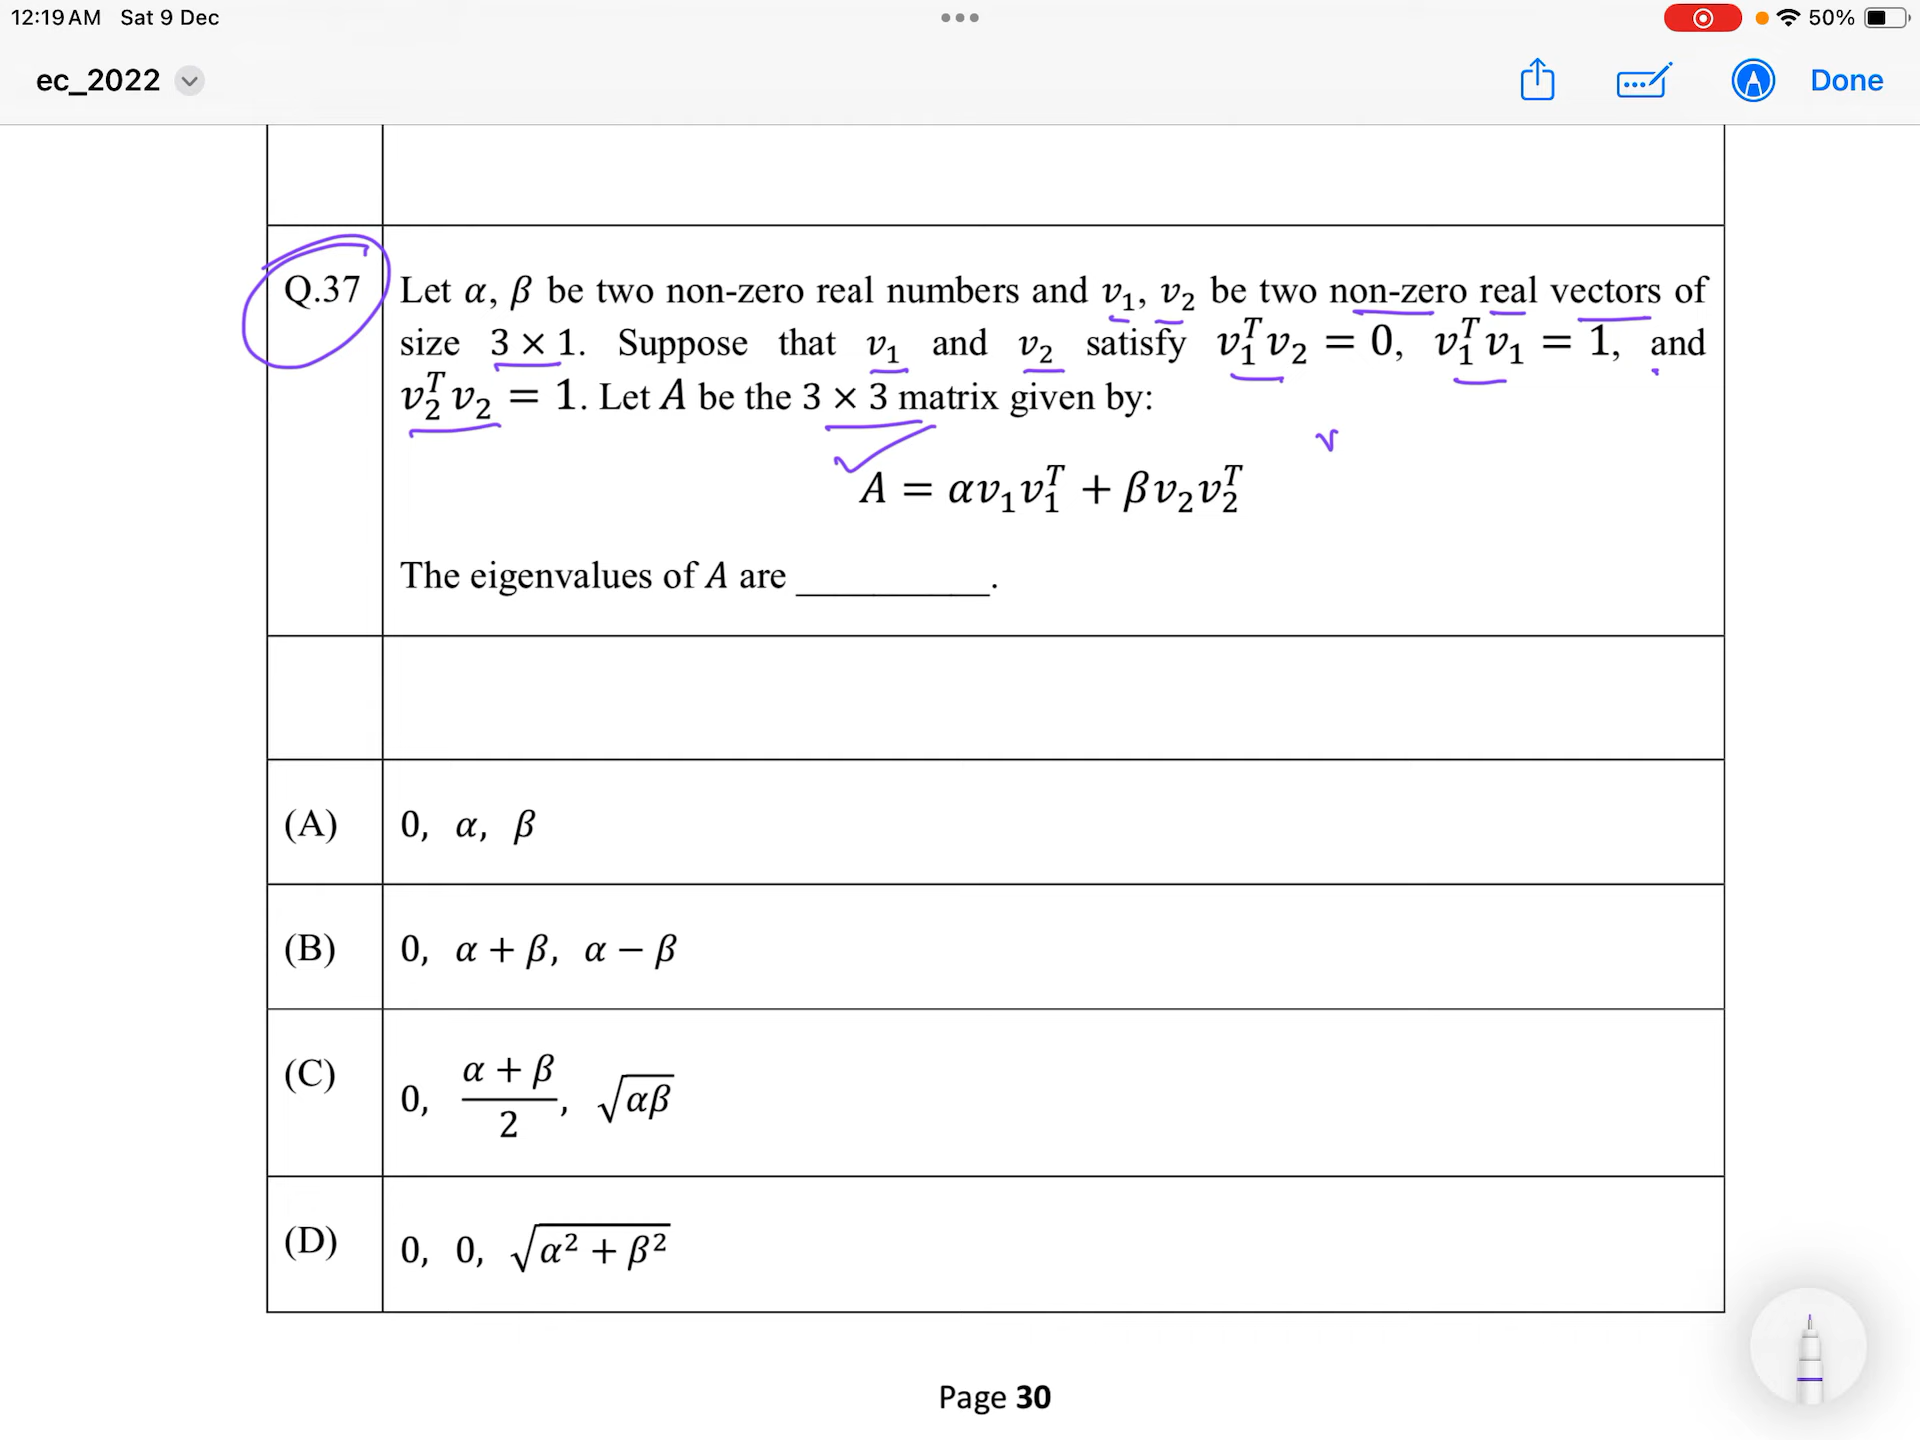 12:19 AM Sat 9 Dec
50%
ec_2022
Done
Q.37 Let α, β be two non-zero real numbers and v₁, v₂ be two non-zero real vectors of
size 3 × 1. Suppose that v₁ and v₂ satisfy v₁ᵀv₂ = 0, v₁ᵀv₁ = 1, and
v₂ᵀv₂ = 1. Let A be the 3 × 3 matrix given by:
A = αv₁v₁ᵀ + βv₂v₂ᵀ
The eigenvalues of A are __________.
(A) 0, α, β
(B) 0, α + β, α − β
(C) 0, (α + β)/2, √(αβ)
(D) 0, 0, √(α² + β²)
Page 30